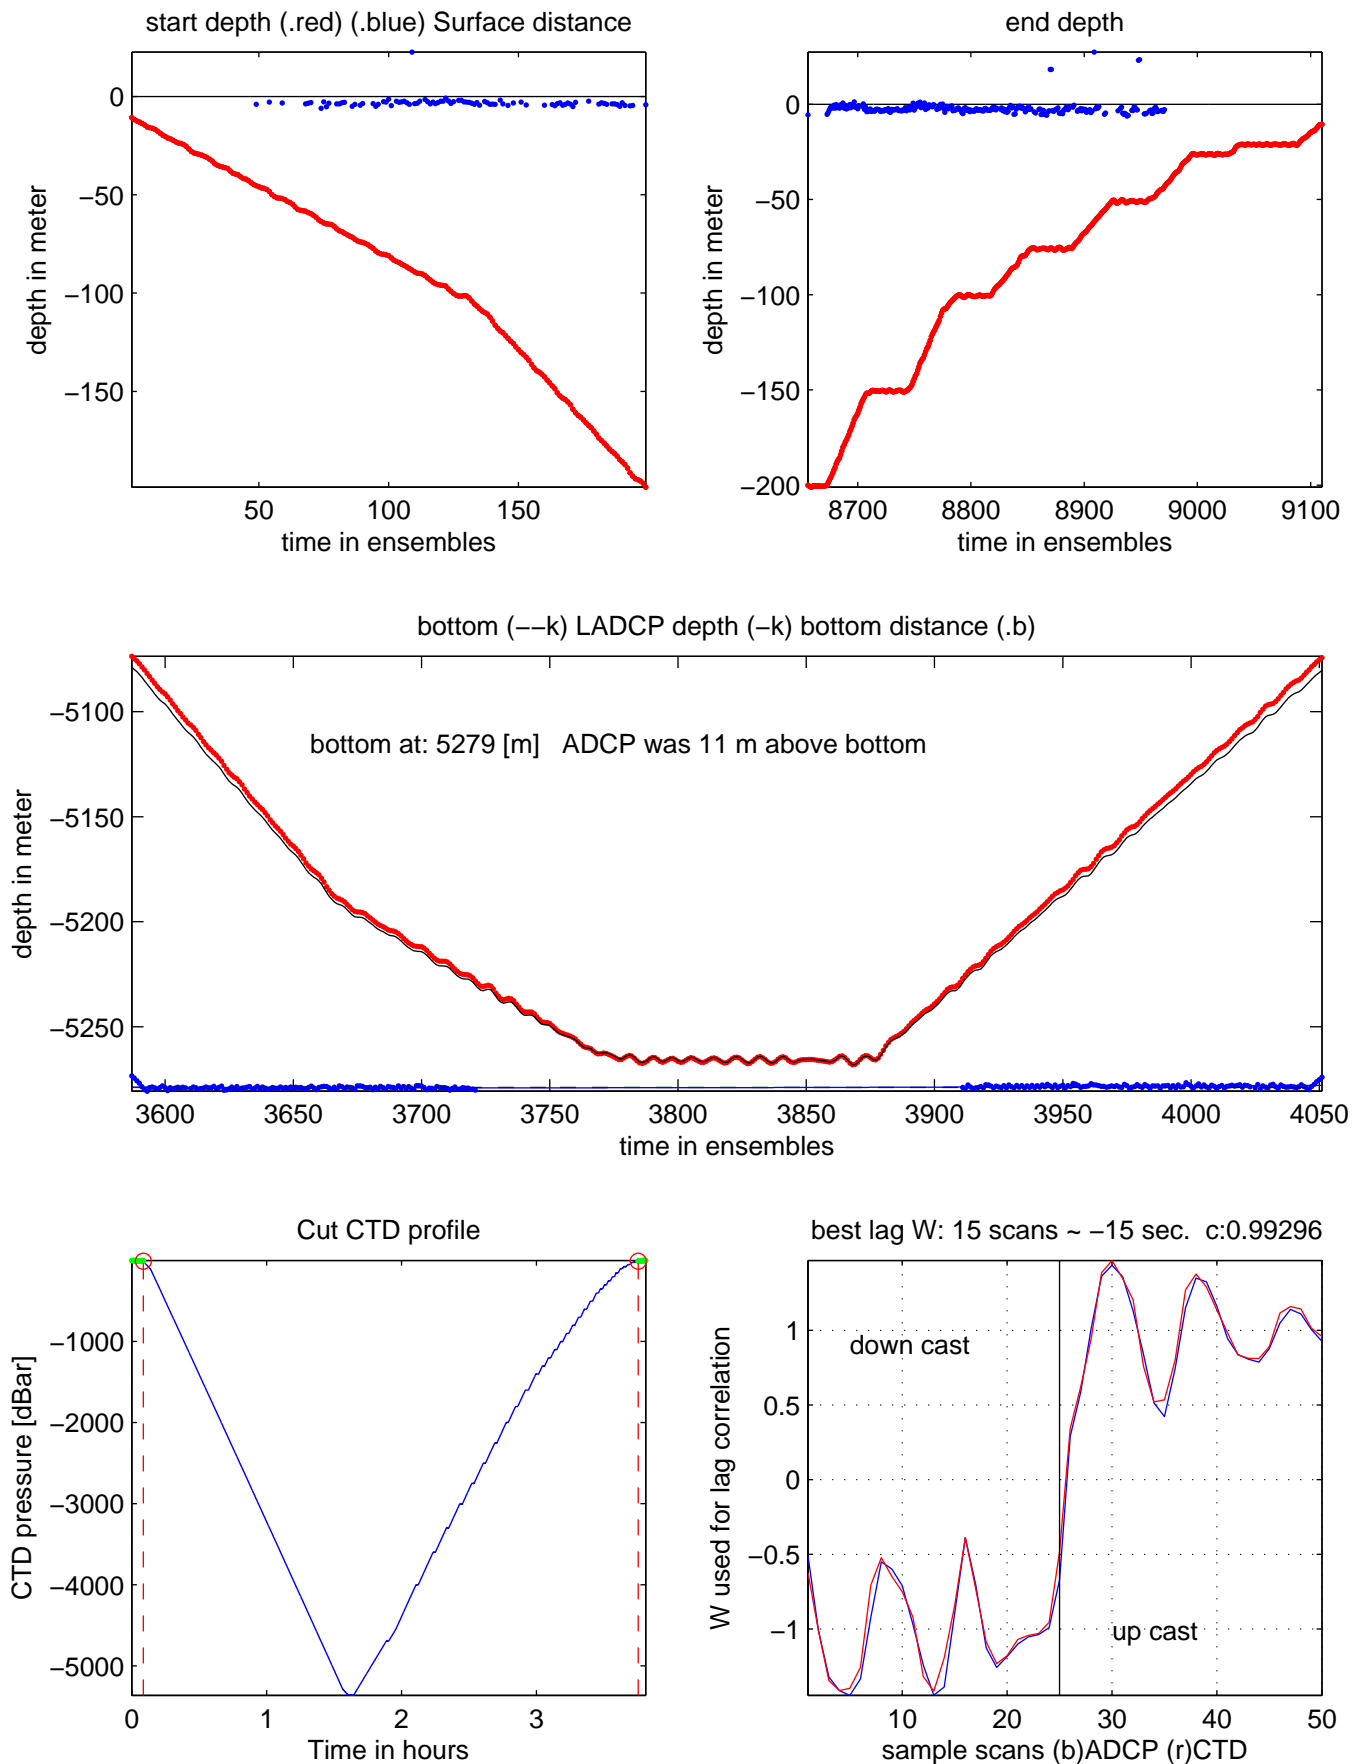 start depth (.red) (.blue) Surface distance
0
−50
−100
−150
depth in meter
50 100 150
time in ensembles
end depth
0
−50
−100
−150
−200
depth in meter
8700 8800 8900 9000 9100
time in ensembles
bottom (−−k) LADCP depth (−k) bottom distance (.b)
−5100
−5150
−5200
−5250
depth in meter
bottom at: 5279 [m] ADCP was 11 m above bottom
3600 3650 3700 3750 3800 3850 3900 3950 4000 4050
time in ensembles
Cut CTD profile
−1000
−2000
−3000
−4000
−5000
CTD pressure [dBar]
0 1 2 3
Time in hours
best lag W: 15 scans ~ −15 sec. c:0.99296
1
0.5
0
−0.5
−1
W used for lag correlation
down cast
up cast
10 20 30 40 50
sample scans (b)ADCP (r)CTD